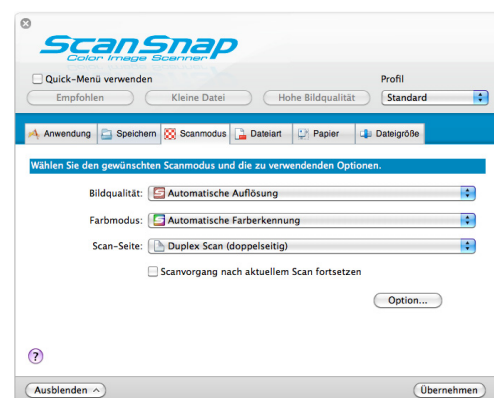 ScanSnap
Color Image Scanner
Quick-Menü verwenden
Profil
Empfohlen
Kleine Datei
Hohe Bildqualität
Standard
Anwendung
Speichern
Scanmodus
Dateiart
Papier
Dateigröße
Wählen Sie den gewünschten Scanmodus und die zu verwendenden Optionen.
Bildqualität: Automatische Auflösung
Farbmodus: Automatische Farberkennung
Scan-Seite: Duplex Scan (doppelseitig)
Scanvorgang nach aktuellem Scan fortsetzen
Option...
?
Ausblenden
Übernehmen